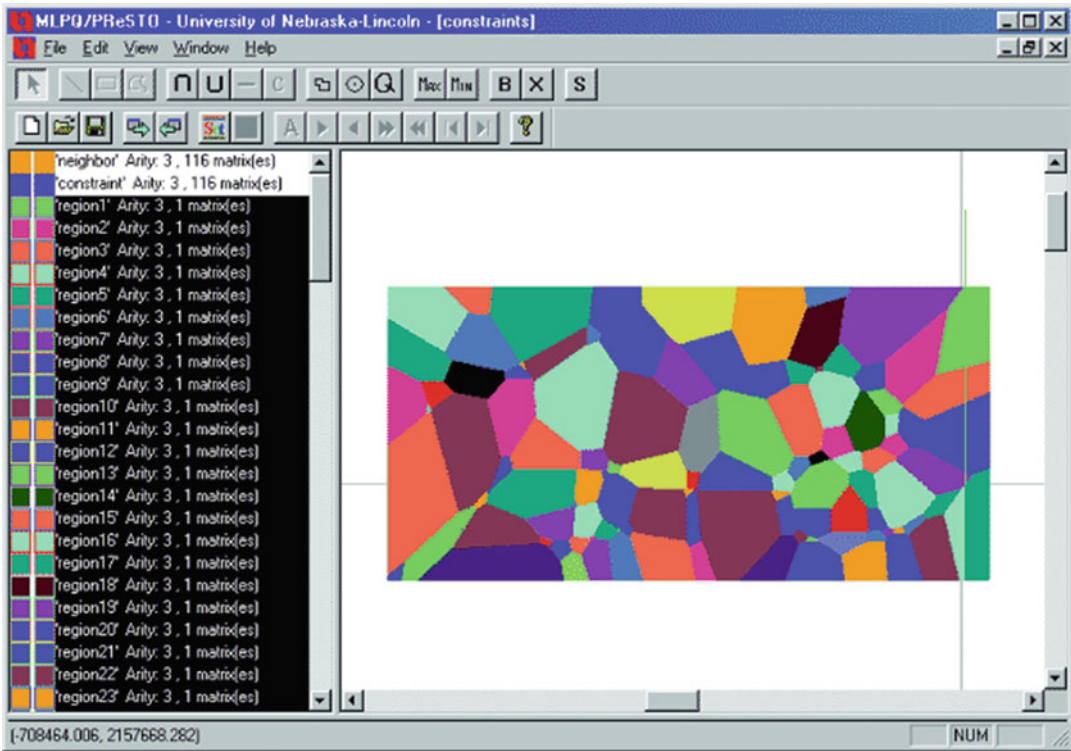 MLPQ/PReSTO - University of Nebraska-Lincoln - [constraints]
File Edit View Window Help
∩ U — C Q Max Min B X S
Set A ?
'neighbor' Arity: 3 , 116 matrix(es)
'constraint' Arity: 3 , 116 matrix(es)
'region1' Arity: 3 , 1 matrix(es)
'region2' Arity: 3 , 1 matrix(es)
'region3' Arity: 3 , 1 matrix(es)
'region4' Arity: 3 , 1 matrix(es)
'region5' Arity: 3 , 1 matrix(es)
'region6' Arity: 3 , 1 matrix(es)
'region7' Arity: 3 , 1 matrix(es)
'region8' Arity: 3 , 1 matrix(es)
'region9' Arity: 3 , 1 matrix(es)
'region10' Arity: 3 , 1 matrix(es)
'region11' Arity: 3 , 1 matrix(es)
'region12' Arity: 3 , 1 matrix(es)
'region13' Arity: 3 , 1 matrix(es)
'region14' Arity: 3 , 1 matrix(es)
'region15' Arity: 3 , 1 matrix(es)
'region16' Arity: 3 , 1 matrix(es)
'region17' Arity: 3 , 1 matrix(es)
'region18' Arity: 3 , 1 matrix(es)
'region19' Arity: 3 , 1 matrix(es)
'region20' Arity: 3 , 1 matrix(es)
'region21' Arity: 3 , 1 matrix(es)
'region22' Arity: 3 , 1 matrix(es)
'region23' Arity: 3 , 1 matrix(es)
(-708464.006, 2157668.282) NUM